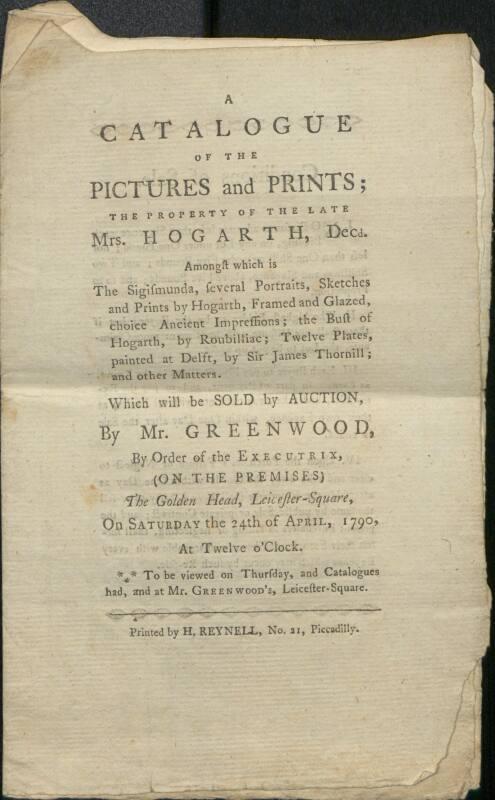 A
CATALOGUE
OF THE
PICTURES and PRINTS;
THE PROPERTY OF THE LATE
Mrs. HOGARTH, Decd.
Amongſt which is
The Sigiſmunda, ſeveral Portraits, Sketches
and Prints by Hogarth, Framed and Glazed,
choice Ancient Impreſſions; the Buſt of
Hogarth, by Roubilliac; Twelve Plates,
painted at Delft, by Sir James Thornill;
and other Matters.
Which will be SOLD by AUCTION,
By Mr. GREENWOOD,
By Order of the EXECUTRIX,
(ON THE PREMISES)
The Golden Head, Leiceſter-Square,
On SATURDAY the 24th of APRIL, 1790,
At Twelve o'Clock.
*⁎* To be viewed on Thurſday, and Catalogues
had, and at Mr. GREENWOOD's, Leiceſter-Square.
Printed by H. REYNELL, No. 21, Piccadilly.